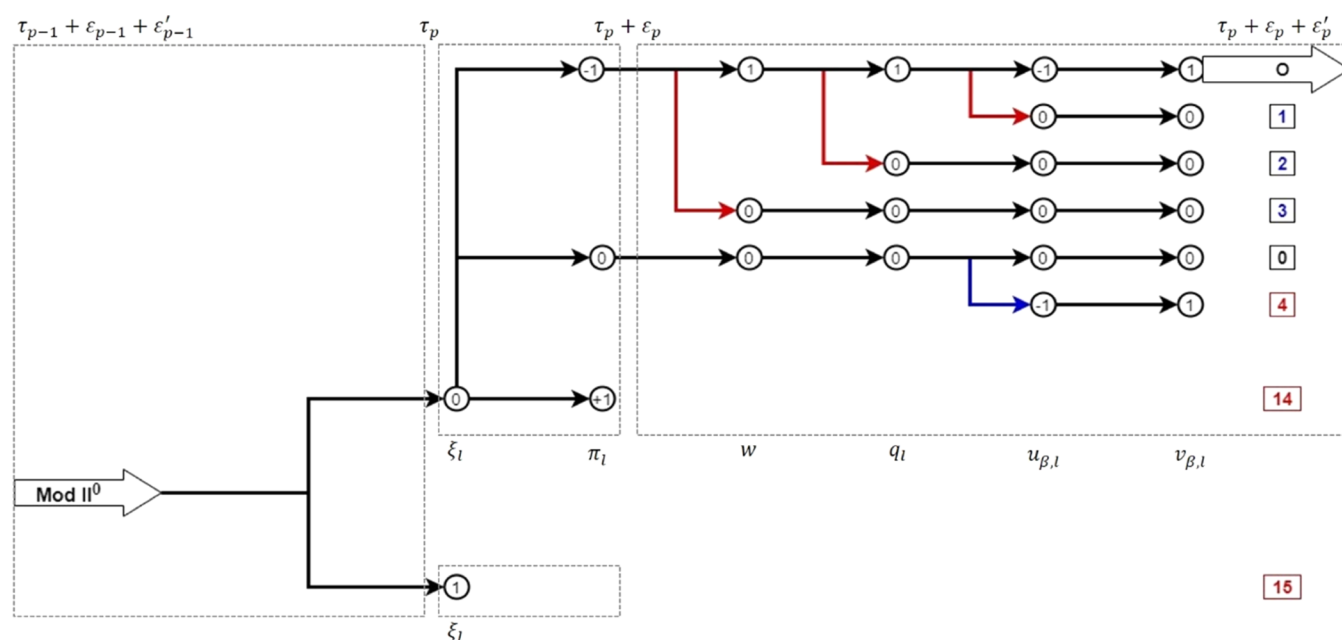 τ_{p−1} + ε_{p−1} + ε′_{p−1} τ_p τ_p + ε_p τ_p + ε_p + ε′_p
-1 1 1 -1 1 O
0 0 1
0 0 0 2
0 0 0 0 3
0 0 0 0 0 0
-1 1 4
0 +1 14
ξ_l π_l w q_l u_{β,l} v_{β,l}
Mod II⁰
1 15
ξ_l